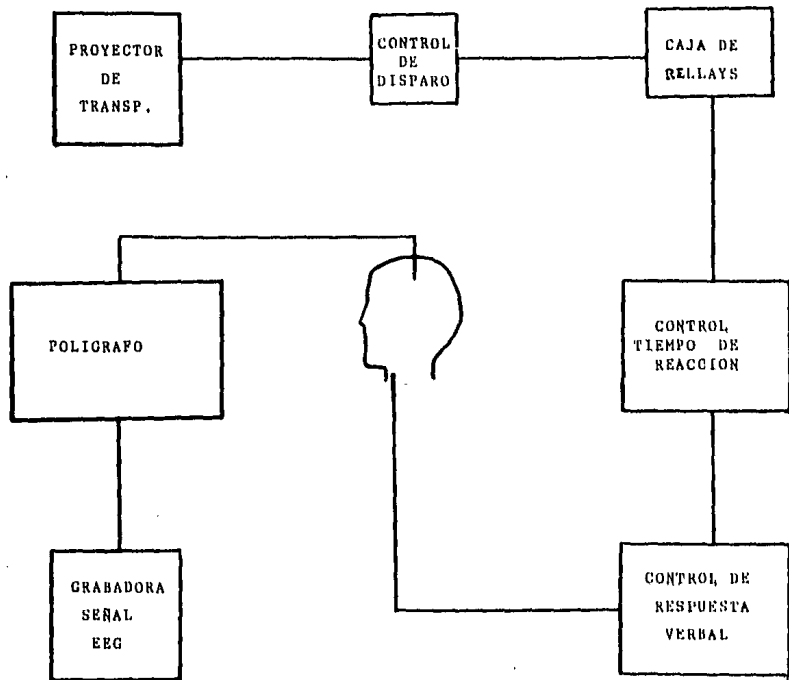 PROYECTOR
DE
TRANSP.
CONTROL
DE
DISPARO
CAJA DE
RELLAYS
POLIGRAFO
CONTROL
TIEMPO DE
REACCION
GRABADORA
SEÑAL
EEG
CONTROL DE
RESPUESTA
VERBAL